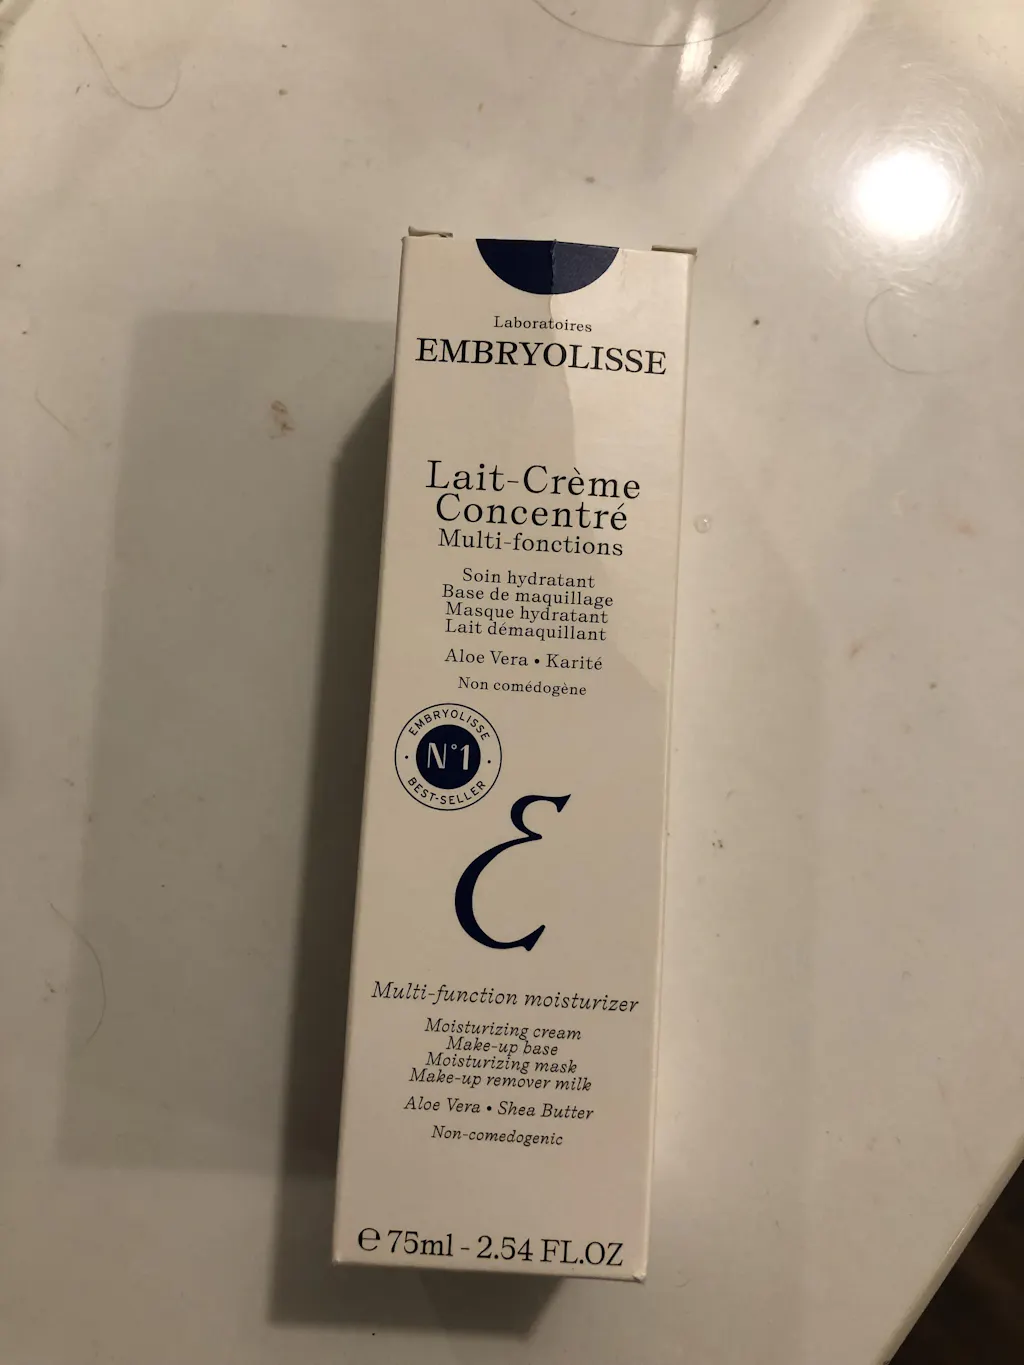 Laboratoires
EMBRYOLISSE
Lait-Crème
Concentré
Multi-fonctions
Soin hydratant
Base de maquillage
Masque hydratant
Lait démaquillant
Aloe Vera • Karité
Non comédogène
EMBRYOLISSE
N°1
BEST-SELLER
Multi-function moisturizer
Moisturizing cream
Make-up base
Moisturizing mask
Make-up remover milk
Aloe Vera • Shea Butter
Non-comedogenic
℮ 75ml - 2.54 FL.OZ